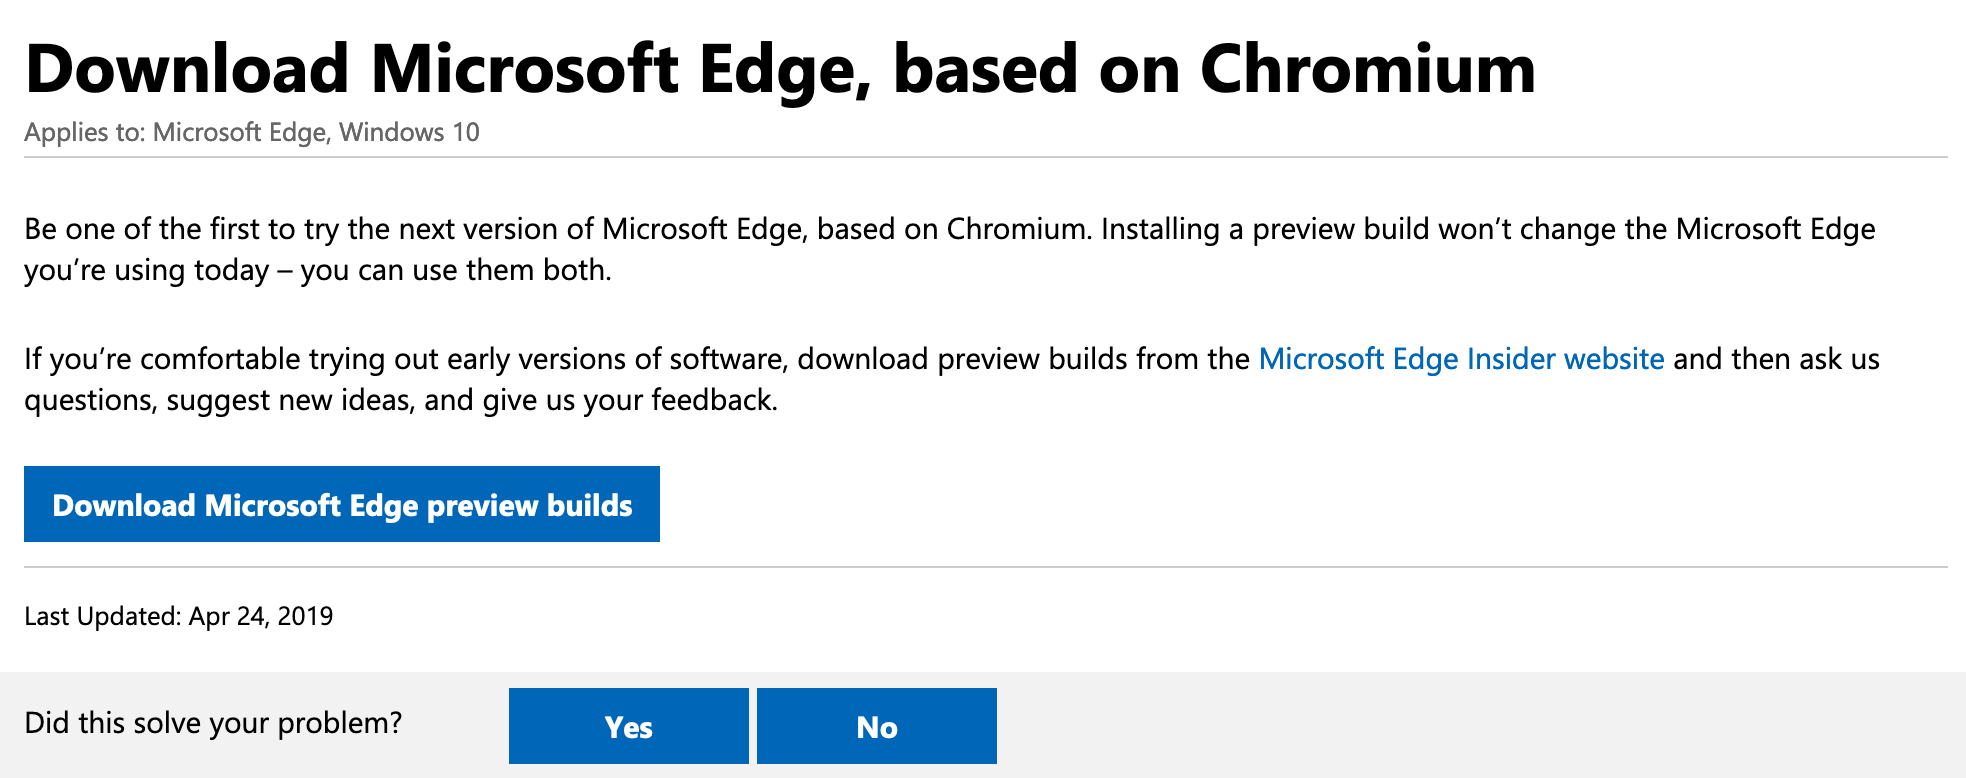 Download Microsoft Edge, based on Chromium
Applies to: Microsoft Edge, Windows 10
Be one of the first to try the next version of Microsoft Edge, based on Chromium. Installing a preview build won’t change the Microsoft Edge
you’re using today – you can use them both.
If you’re comfortable trying out early versions of software, download preview builds from the Microsoft Edge Insider website and then ask us
questions, suggest new ideas, and give us your feedback.
Download Microsoft Edge preview builds
Last Updated: Apr 24, 2019
Did this solve your problem?
Yes
No